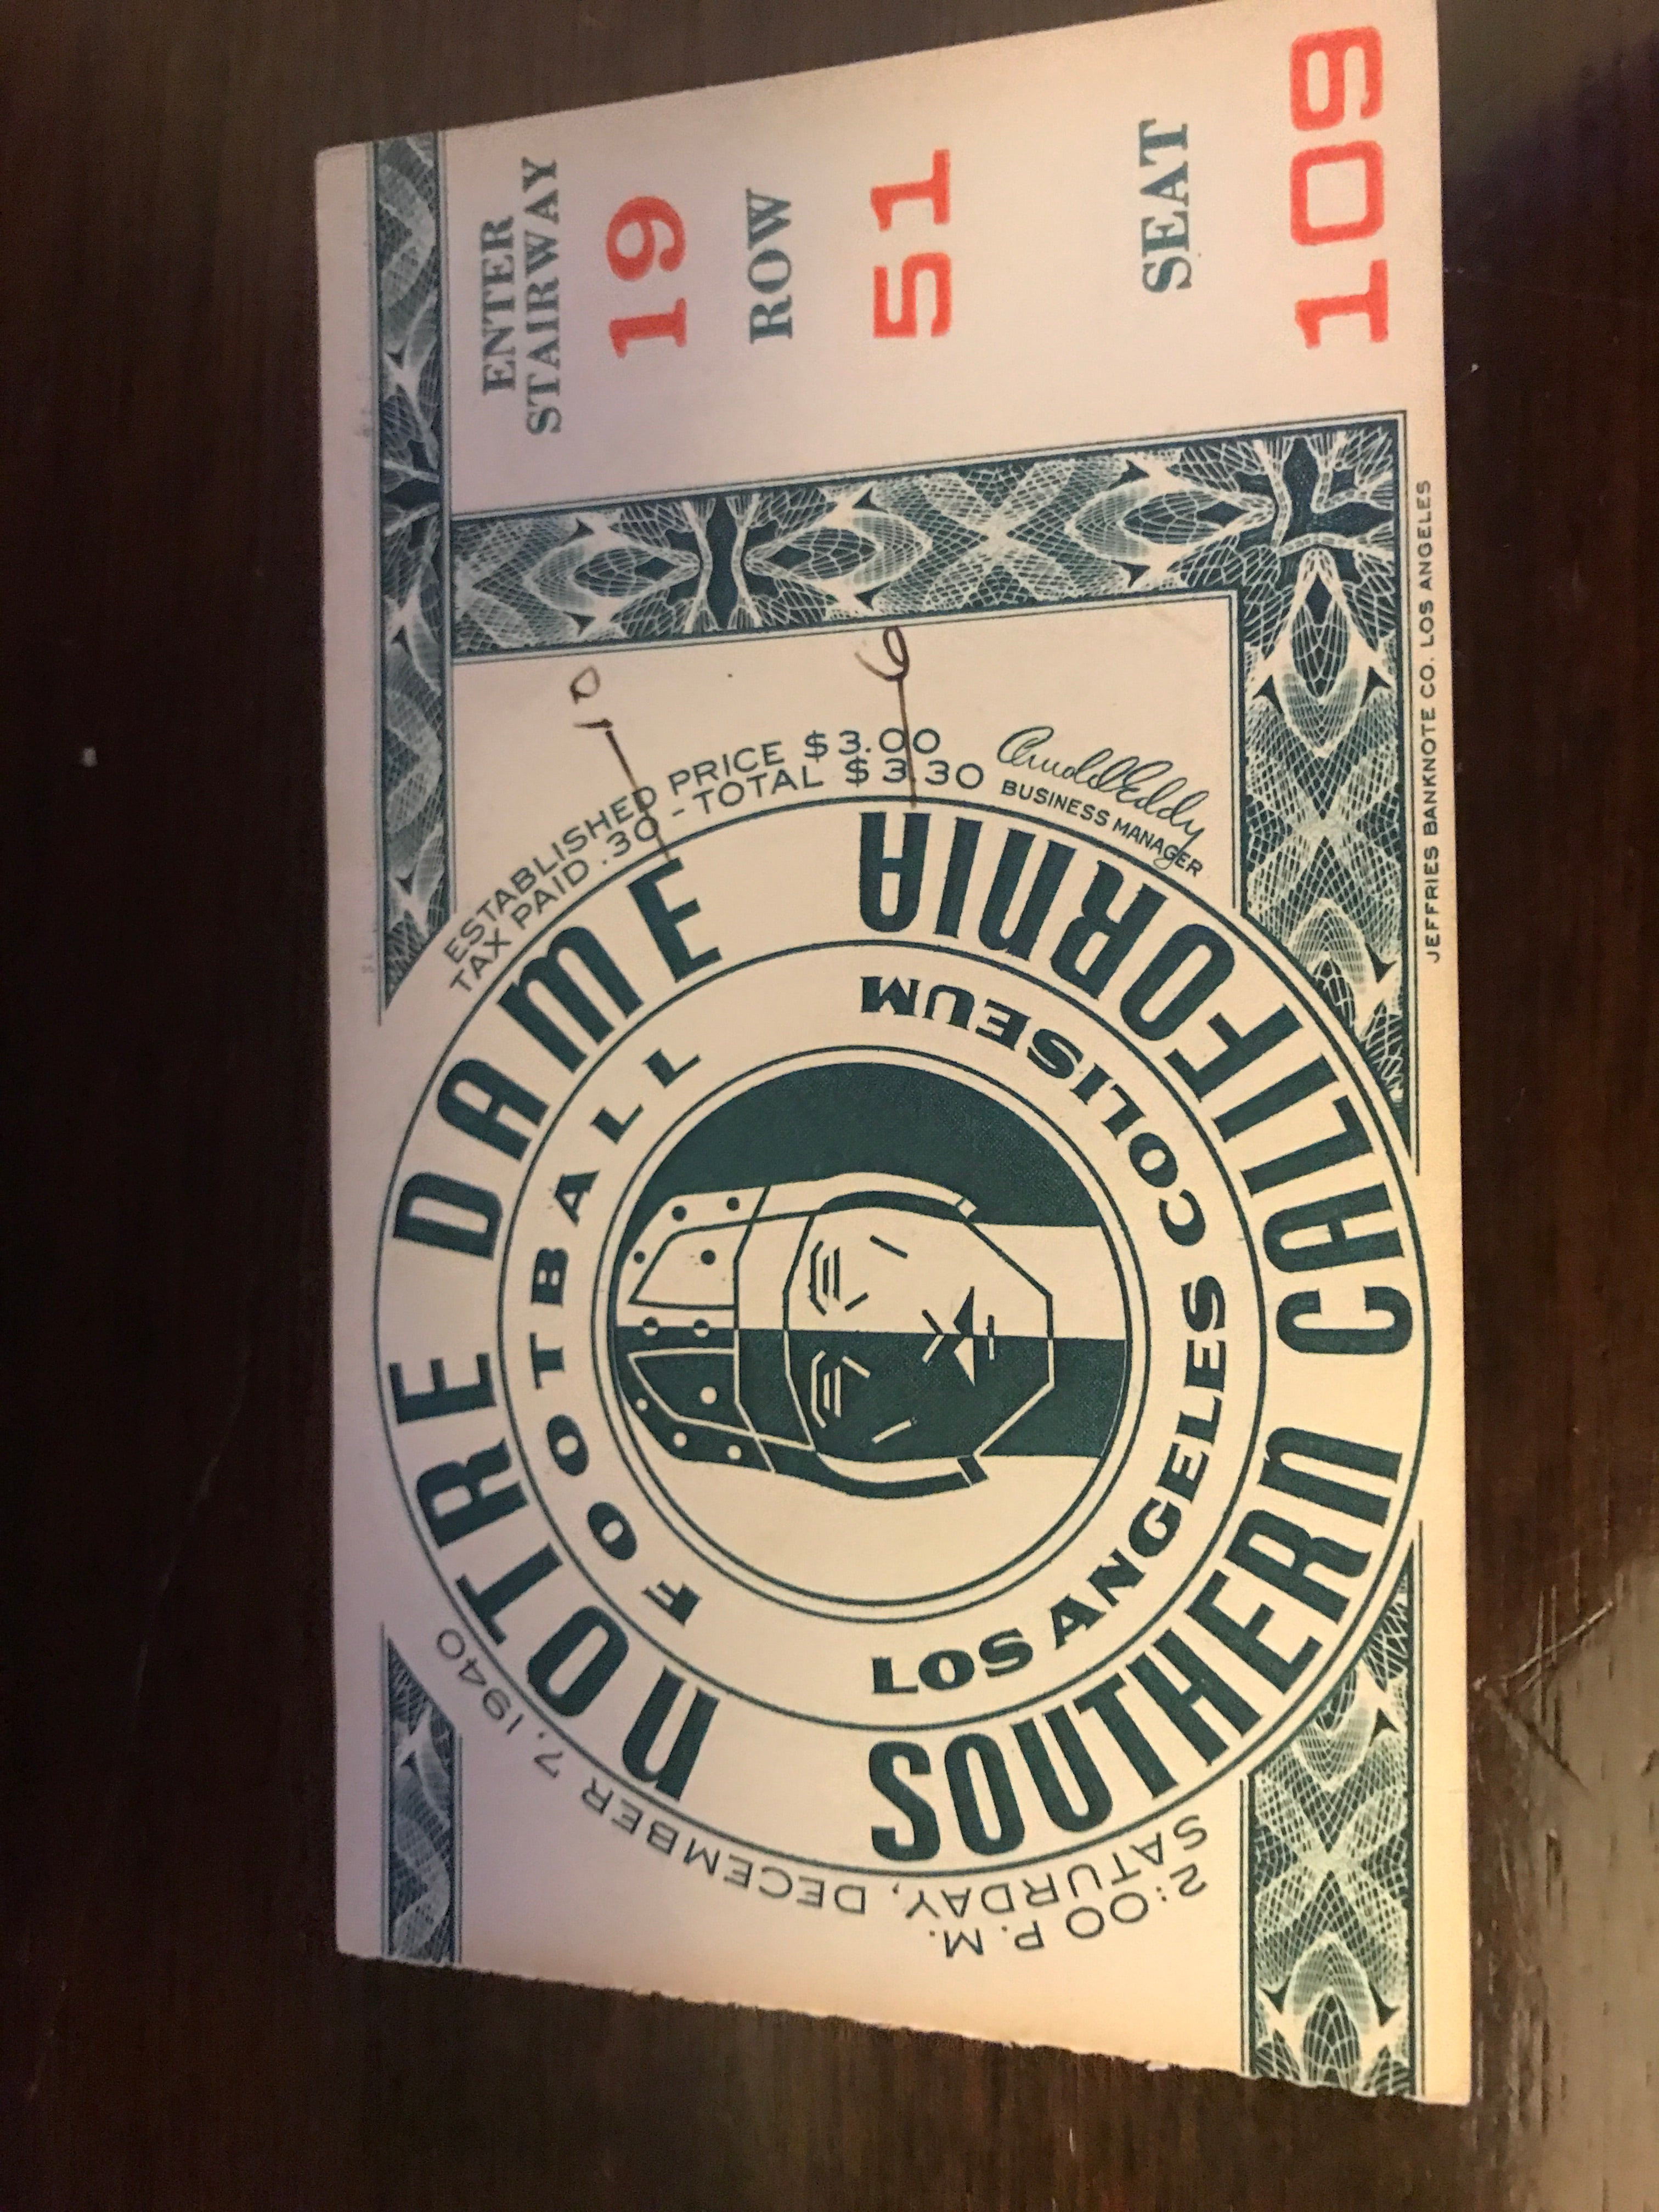 ENTER
STAIRWAY
19
ROW
51
SEAT
109
ESTABLISHED PRICE $3.00
TAX PAID .30 - TOTAL $3.30
BUSINESS MANAGER
10
6
NOTRE DAME
FOOTBALL
LOS ANGELES COLISEUM
SOUTHERN CALIFORNIA
2:00 P.M.
SATURDAY, DECEMBER 7, 1940
JEFFRIES BANKNOTE CO. LOS ANGELES